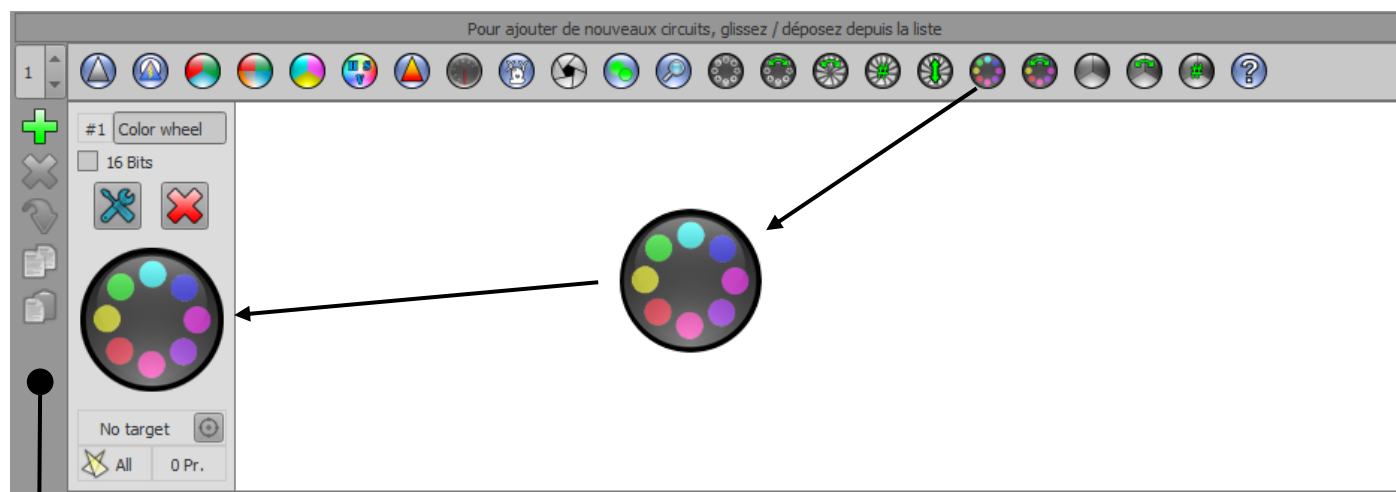 Pour ajouter de nouveaux circuits, glissez / déposez depuis la liste
1
H S
V
#
#
?
#1 Color wheel
16 Bits
No target
All 0 Pr.